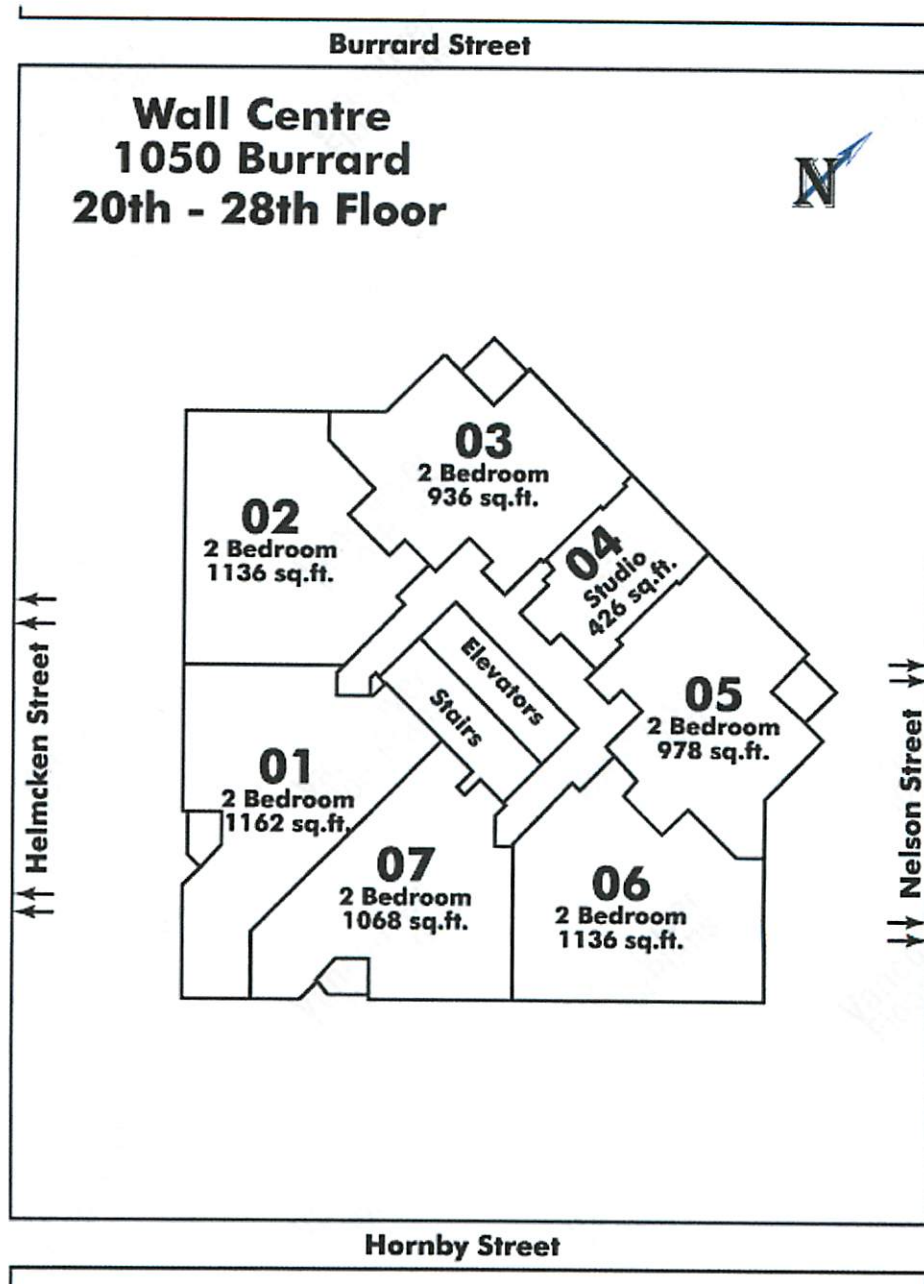 Burrard Street
Wall Centre
1050 Burrard
20th - 28th Floor
N
03
2 Bedroom
936 sq.ft.
02
2 Bedroom
1136 sq.ft.
04
Studio
426 sq.ft.
Elevators
Stairs
05
2 Bedroom
978 sq.ft.
01
2 Bedroom
1162 sq.ft.
07
2 Bedroom
1068 sq.ft.
06
2 Bedroom
1136 sq.ft.
Helmcken Street
Nelson Street
Hornby Street